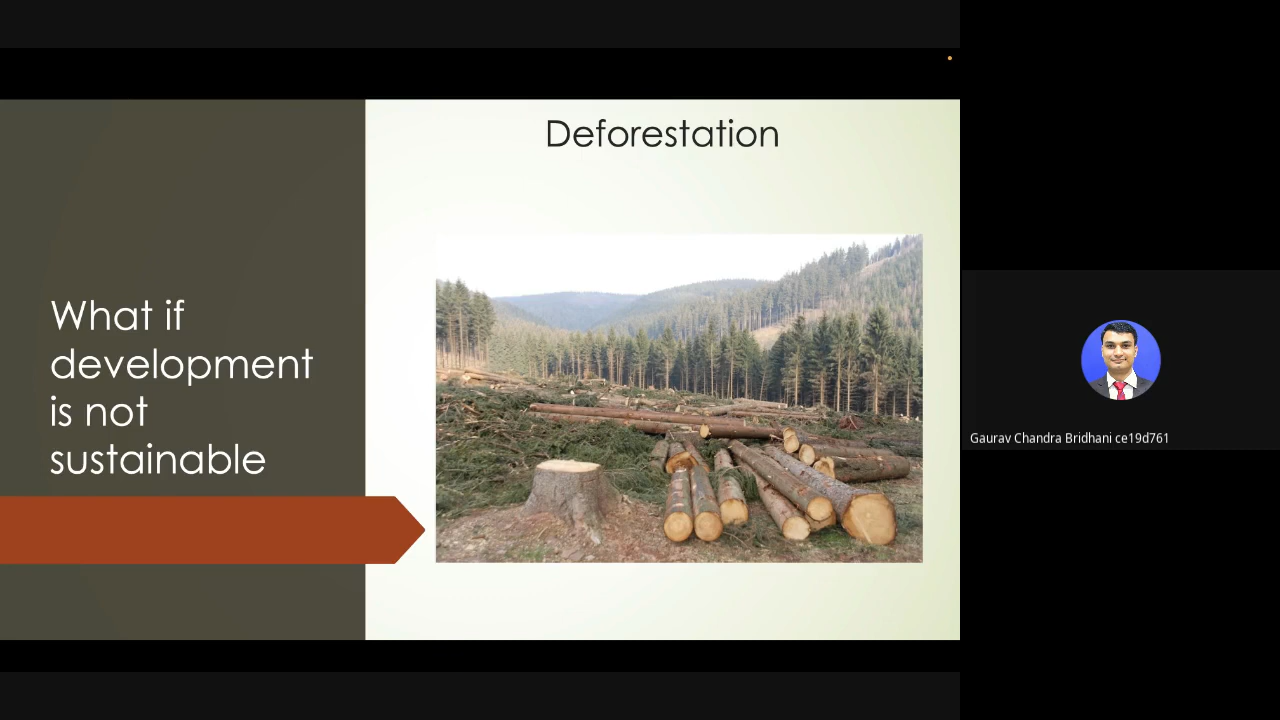 Deforestation
What if
development
is not
sustainable
Gaurav Chandra Bridhani ce19d761